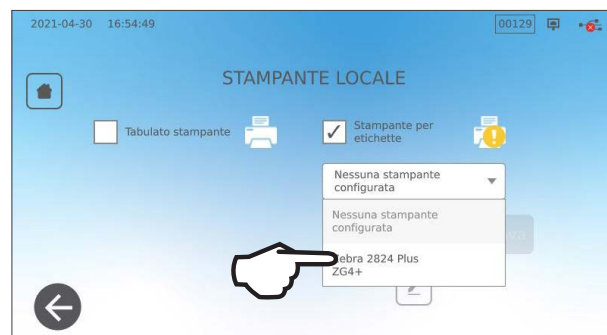 2021-04-30 16:54:49 00129
STAMPANTE LOCALE
Tabulato stampante
Stampante per
etichette
Nessuna stampante
configurata
Nessuna stampante
configurata
2824 Plus
ZG4+